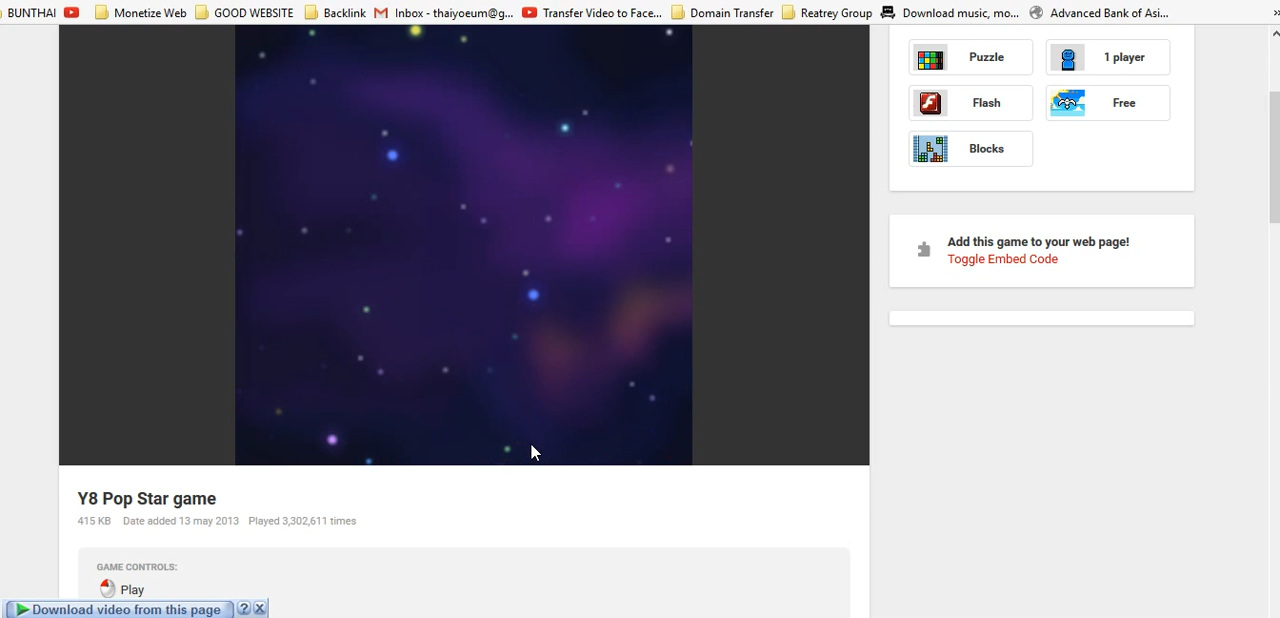 BUNTHAI Monetize Web GOOD WEBSITE Backlink Inbox - thaiyoeum@g... Transfer Video to Face... Domain Transfer Reatrey Group Download music, mo... Advanced Bank of Asi... »
Puzzle 1 player
Flash Free
Blocks
Add this game to your web page!
Toggle Embed Code
Y8 Pop Star game
415 KB Date added 13 may 2013 Played 3,302,611 times
GAME CONTROLS:
Play
Download video from this page ? X